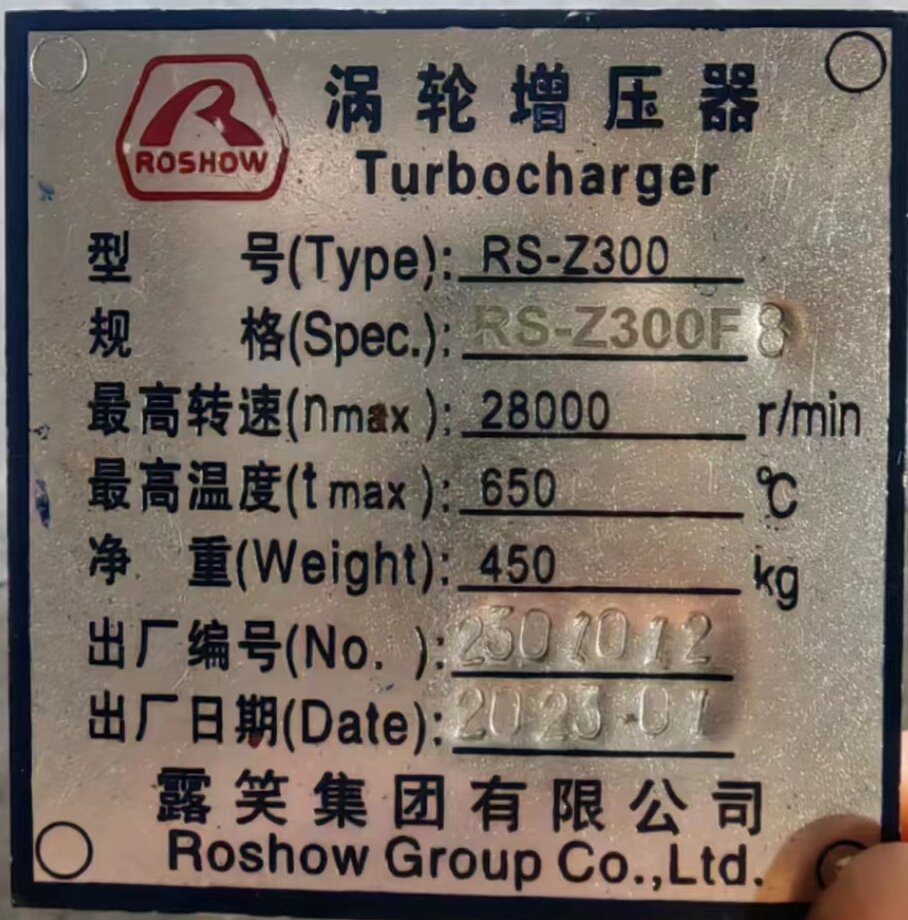 ROSHOW
涡轮增压器
Turbocharger
型 号(Type): RS-Z300
规 格(Spec.): RS-Z300F8
最高转速(nmax): 28000 r/min
最高温度(tmax): 650 ℃
净 重(Weight): 450 kg
出厂编号(No. ): 2301012
出厂日期(Date): 2023-01
露笑集团有限公司
Roshow Group Co.,Ltd.